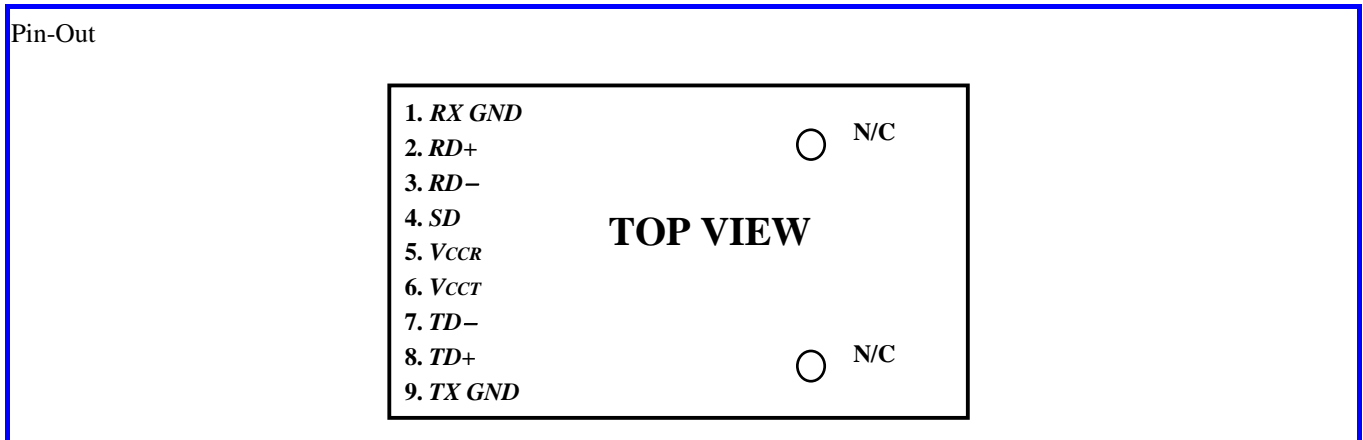 Pin-Out
1. RX GND
2. RD+
3. RD−
4. SD
5. VCCR
6. VCCT
7. TD−
8. TD+
9. TX GND
N/C
TOP VIEW
N/C